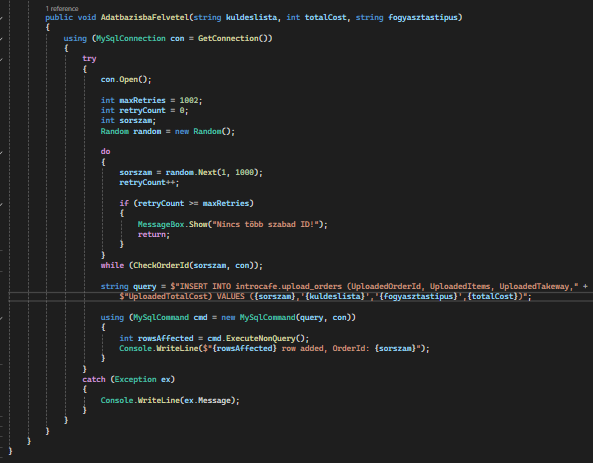 1 reference
public void AdatbazisbaFelvetel(string kuldeslista, int totalCost, string fogyasztastipus)
{
using (MySqlConnection con = GetConnection())
{
try
{
con.Open();
int maxRetries = 1002;
int retryCount = 0;
int sorszam;
Random random = new Random();
do
{
sorszam = random.Next(1, 1000);
retryCount++;
if (retryCount >= maxRetries)
{
MessageBox.Show("Nincs több szabad ID!");
return;
}
}
while (CheckOrderId(sorszam, con));
string query = $"INSERT INTO introcafe.upload_orders (UploadedOrderId, UploadedItems, UploadedTakeway," +
$"UploadedTotalCost) VALUES ({sorszam},'{kuldeslista}','{fogyasztastipus}',{totalCost})";
using (MySqlCommand cmd = new MySqlCommand(query, con))
{
int rowsAffected = cmd.ExecuteNonQuery();
Console.WriteLine($"{rowsAffected} row added, OrderId: {sorszam}");
}
}
catch (Exception ex)
{
Console.WriteLine(ex.Message);
}
}
}
}
}